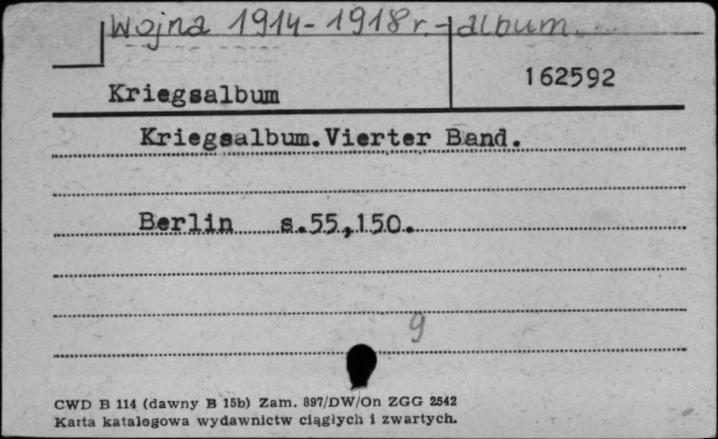 Wojna 1914-1918 r. - album.
162592
Kriegsalbum
Kriegsalbum. Vierter Band.
Berlin s.55,150.
9
CWD B 114 (dawny B 15b) Zam. 897/DW/On ZGG 2542
Karta katalogowa wydawnictw ciągłych i zwartych.